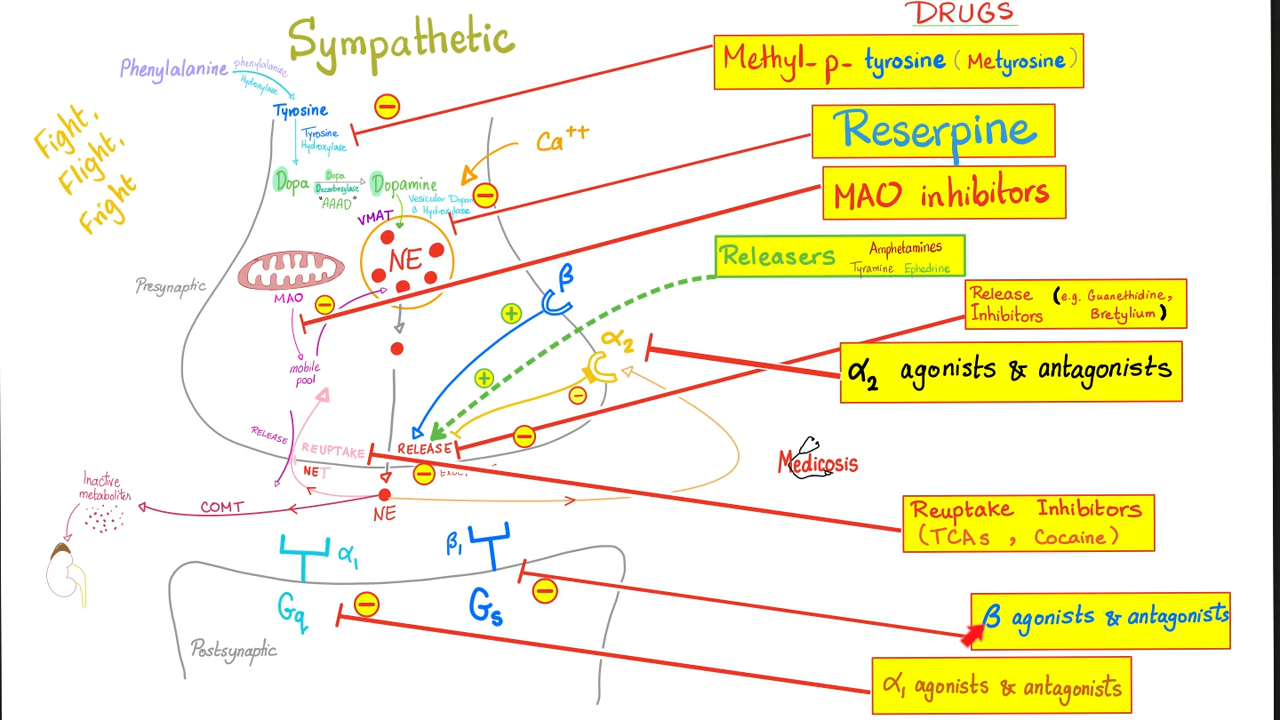 DRUGS
Sympathetic
Methyl-p-tyrosine (Metyrosine)
Phenylalanine
phenylalanine
Hydroxylase
Tyrosine
Tyrosine
Hydroxylase
Fight,
Flight,
Fright
Ca++
Reserpine
Dopa
Dopa
Decarboxylase
"AAAD"
Dopamine
Vesicular
β Hydroxylase
VMAT
MAO inhibitors
NE
Releasers
Amphetamines
Tyramine Ephedrine
Presynaptic
MAO
β
Release
Inhibitors
(e.g. Guanethidine,
Bretylium)
α2
α2 agonists & antagonists
mobile
pool
RELEASE
REUPTAKE
RELEASE
NET
Medicosis
Inactive
metabolites
COMT
NE
Reuptake Inhibitors
(TCAs, Cocaine)
α1
β1
Gq
Gs
β agonists & antagonists
Postsynaptic
α1 agonists & antagonists